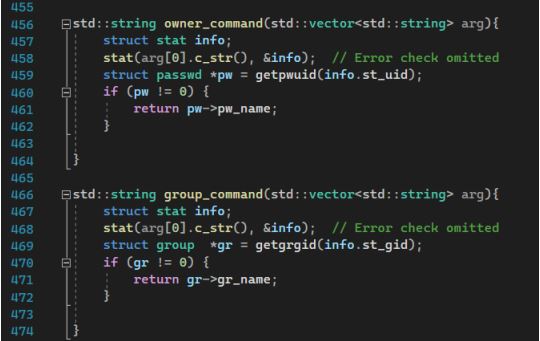 455
456 std::string owner_command(std::vector<std::string> arg){
457 struct stat info;
458 stat(arg[0].c_str(), &info);  // Error check omitted
459 struct passwd *pw = getpwuid(info.st_uid);
460 if (pw != 0) {
461 return pw->pw_name;
462 }
463
464 }
465
466 std::string group_command(std::vector<std::string> arg){
467 struct stat info;
468 stat(arg[0].c_str(), &info);  // Error check omitted
469 struct group  *gr = getgrgid(info.st_gid);
470 if (gr != 0) {
471 return gr->gr_name;
472 }
473
474 }